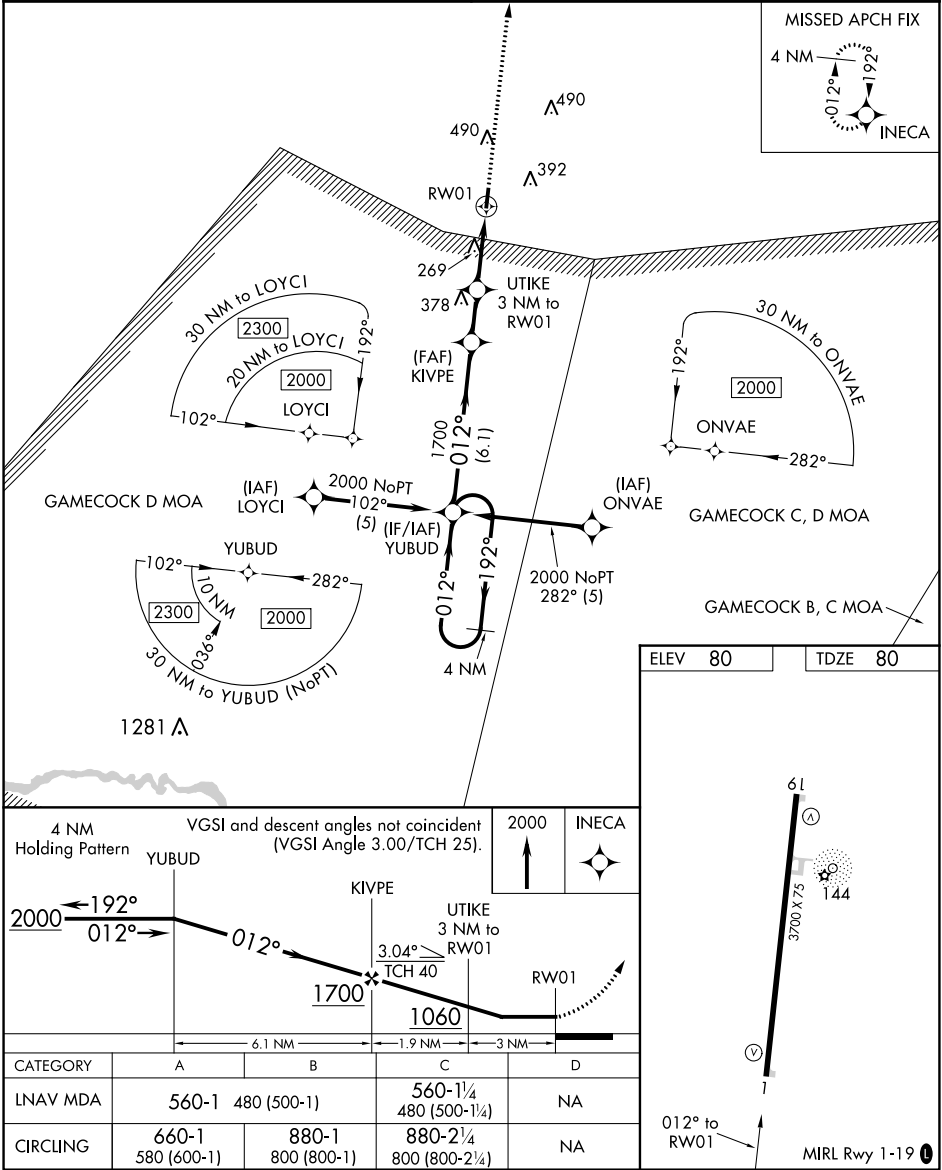 MISSED APCH FIX
4 NM
012°
192°
INECA
490
490
392
RW01
269
378
UTIKE
3 NM to
RW01
(FAF)
KIVPE
30 NM to LOYCI
2300
20 NM to LOYCI
2000
192°
LOYCI
102°
30 NM to ONVAE
192°
2000
ONVAE
282°
1700
012°
(6.1)
GAMECOCK D MOA
(IAF)
LOYCI
2000 NoPT
102°
(5)
(IF/IAF)
YUBUD
(IAF)
ONVAE
GAMECOCK C, D MOA
2000 NoPT
282° (5)
012°
192°
4 NM
YUBUD
102°
282°
10 NM
2300
2000
036°
30 NM to YUBUD (NoPT)
GAMECOCK B, C MOA
1281
ELEV 80
TDZE 80
19
144
3700 X 75
1
012° to
RW01
MIRL Rwy 1-19 L
4 NM
Holding Pattern
VGSI and descent angles not coincident
(VGSI Angle 3.00/TCH 25).
2000
INECA
YUBUD
KIVPE
UTIKE
3 NM to
RW01
RW01
2000
192°
012°
012°
3.04°
TCH 40
1700
1060
6.1 NM
1.9 NM
3 NM
CATEGORY A B C D
LNAV MDA 560-1 480 (500-1) 560-1¼ 480 (500-1¼) NA
CIRCLING 660-1 580 (600-1) 880-1 800 (800-1) 880-2¼ 800 (800-2¼) NA